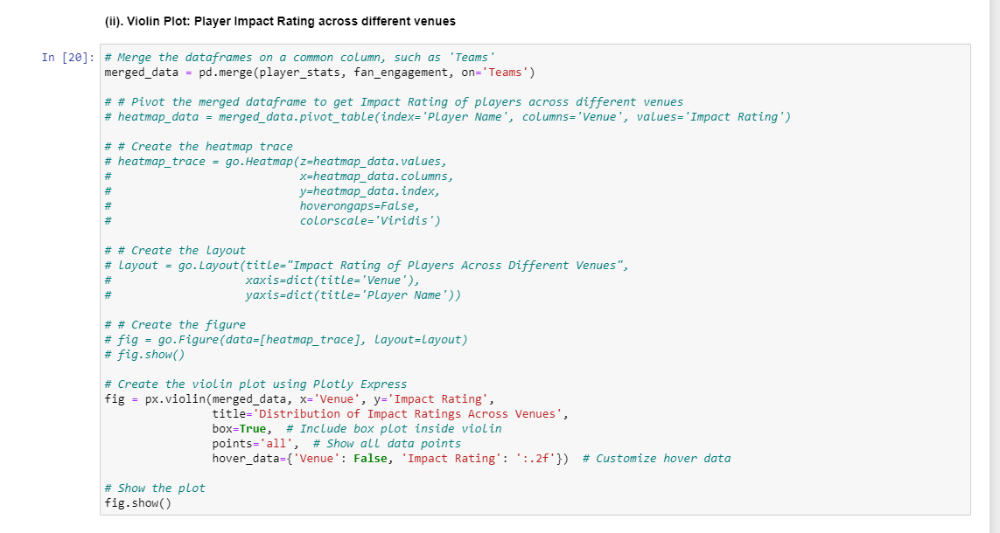 (ii). Violin Plot: Player Impact Rating across different venues
In [20]: # Merge the dataframes on a common column, such as 'Teams'
merged_data = pd.merge(player_stats, fan_engagement, on='Teams')
# # Pivot the merged dataframe to get Impact Rating of players across different venues
# heatmap_data = merged_data.pivot_table(index='Player Name', columns='Venue', values='Impact Rating')
# # Create the heatmap trace
# heatmap_trace = go.Heatmap(z=heatmap_data.values,
#                            x=heatmap_data.columns,
#                            y=heatmap_data.index,
#                            hoverongaps=False,
#                            colorscale='Viridis')
# # Create the layout
# layout = go.Layout(title="Impact Rating of Players Across Different Venues",
#                    xaxis=dict(title='Venue'),
#                    yaxis=dict(title='Player Name'))
# # Create the figure
# fig = go.Figure(data=[heatmap_trace], layout=layout)
# fig.show()
# Create the violin plot using Plotly Express
fig = px.violin(merged_data, x='Venue', y='Impact Rating',
                title='Distribution of Impact Ratings Across Venues',
                box=True,  # Include box plot inside violin
                points='all',  # Show all data points
                hover_data={'Venue': False, 'Impact Rating': ':.2f'})  # Customize hover data
# Show the plot
fig.show()